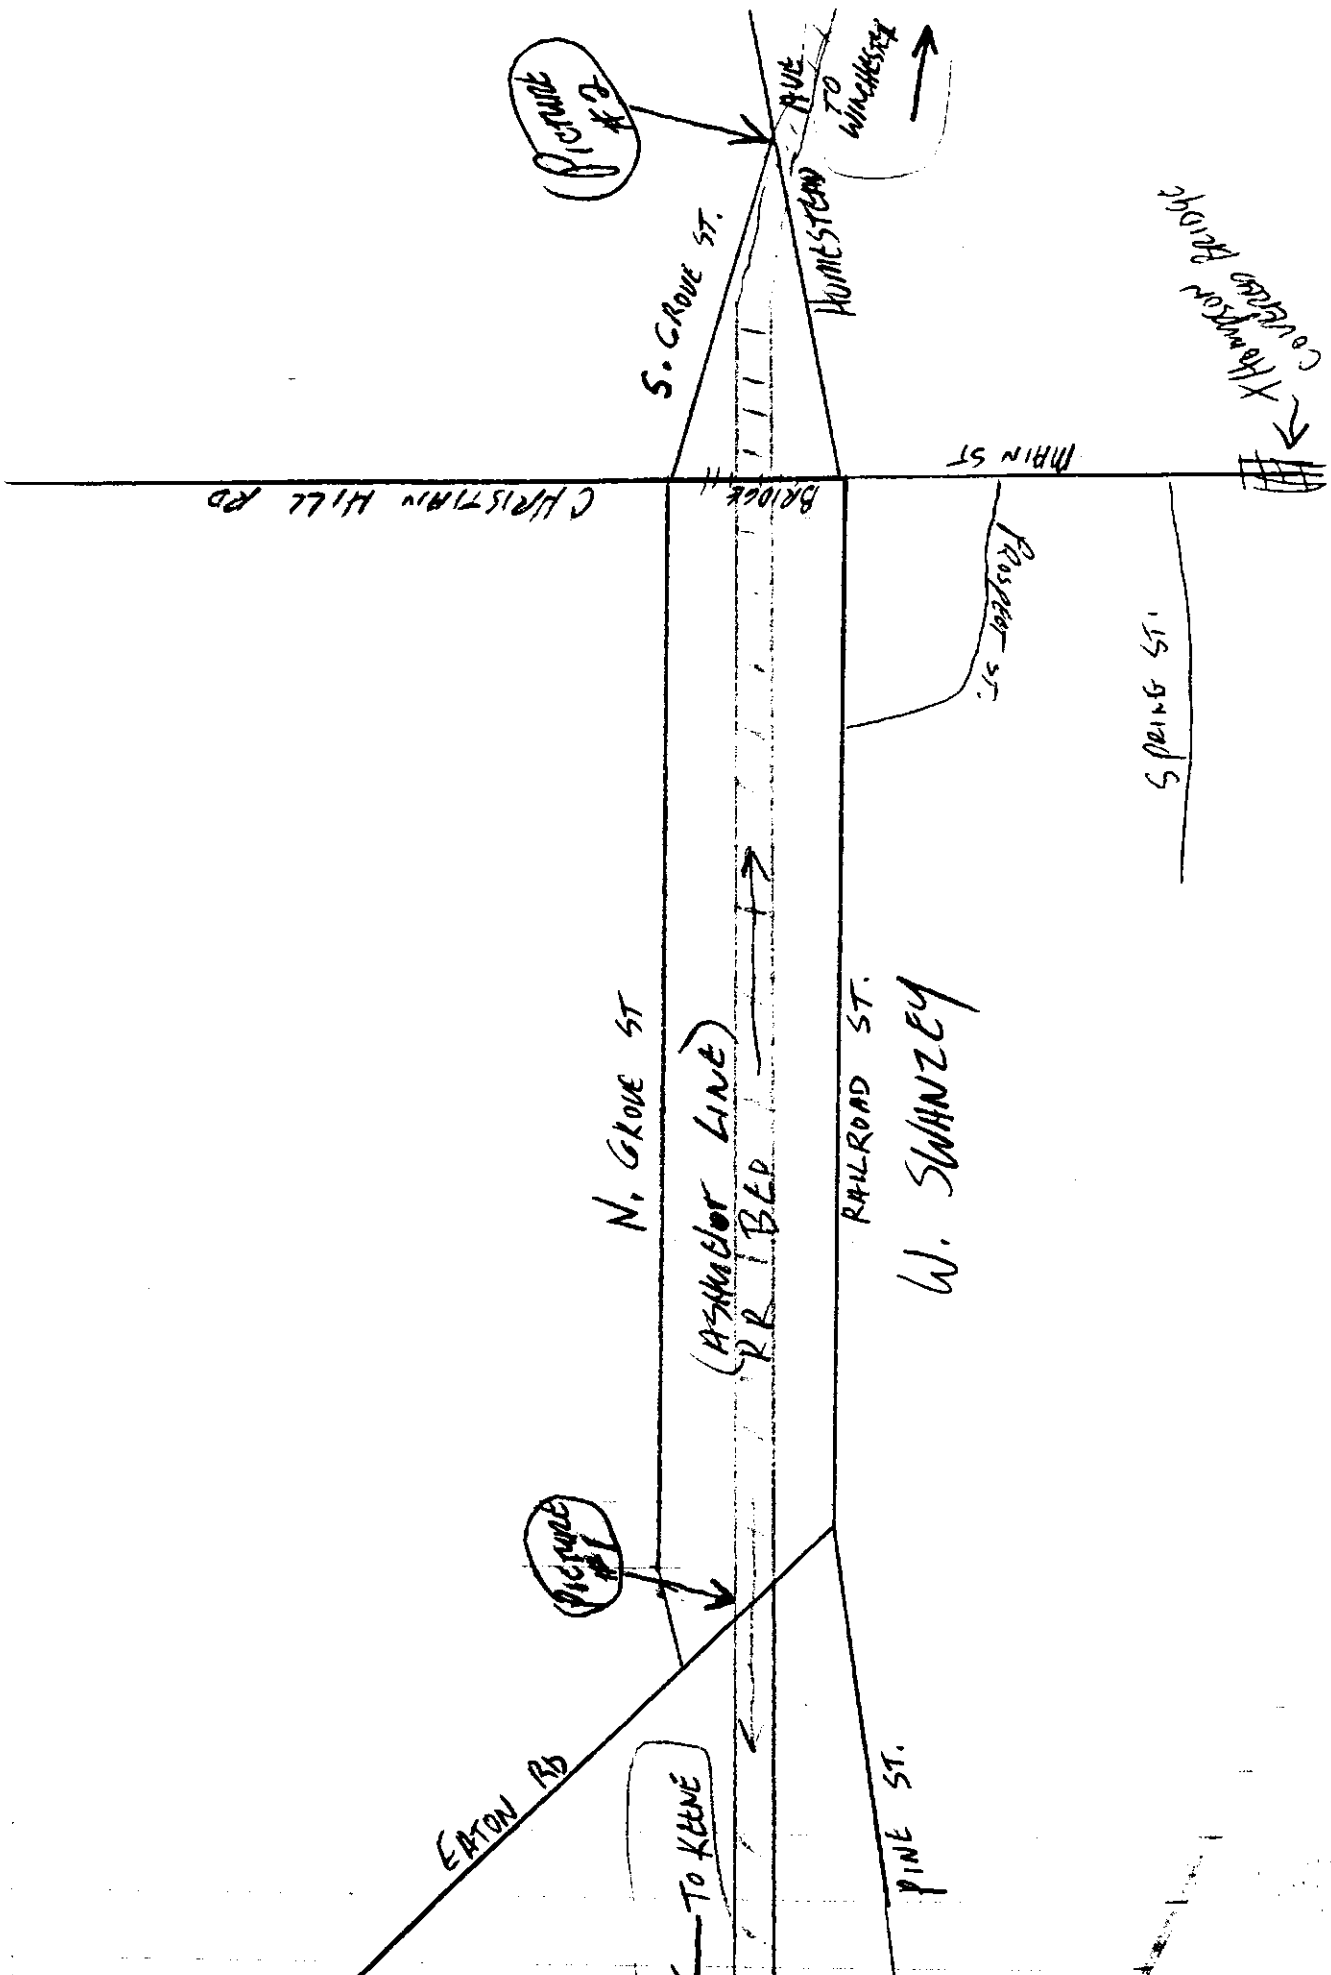 PICTURE
#2
AVE
TO
WINCHESTER
S. GROVE ST.
HOMESTEAD
THOMPSON
COVERED BRIDGE
MAIN ST
CHRISTIAN HILL RD
BRIDGE
PROSPECT ST.
SPRING ST.
N. GROVE ST
(ASHUELOT LINE)
RR BED
RAILROAD ST.
W. SWANZEY
PICTURE
#1
EATON RD
TO KEENE
PINE ST.